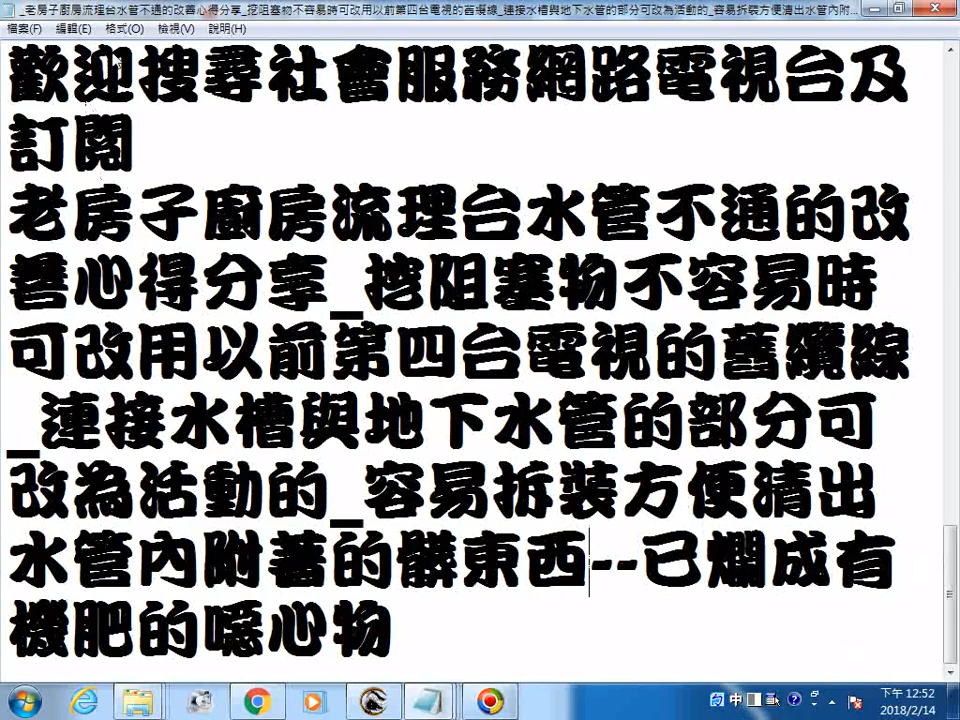 _老房子廚房流理台水管不通的改善心得分享_挖阻塞物不容易時可改用以前第四台電視的舊纜線_連接水槽與地下水管的部分可改為活動的_容易拆裝方便清出水管內附...
檔案(F) 編輯(E) 格式(O) 檢視(V) 說明(H)
歡迎搜尋社會服務網路電視台及
訂閱
老房子廚房流理台水管不通的改
善心得分享_挖阻塞物不容易時
可改用以前第四台電視的舊纜線
_連接水槽與地下水管的部分可
改為活動的_容易拆裝方便清出
水管內附著的髒東西--已爛成有
機肥的噁心物
中
下午 12:52
2018/2/14